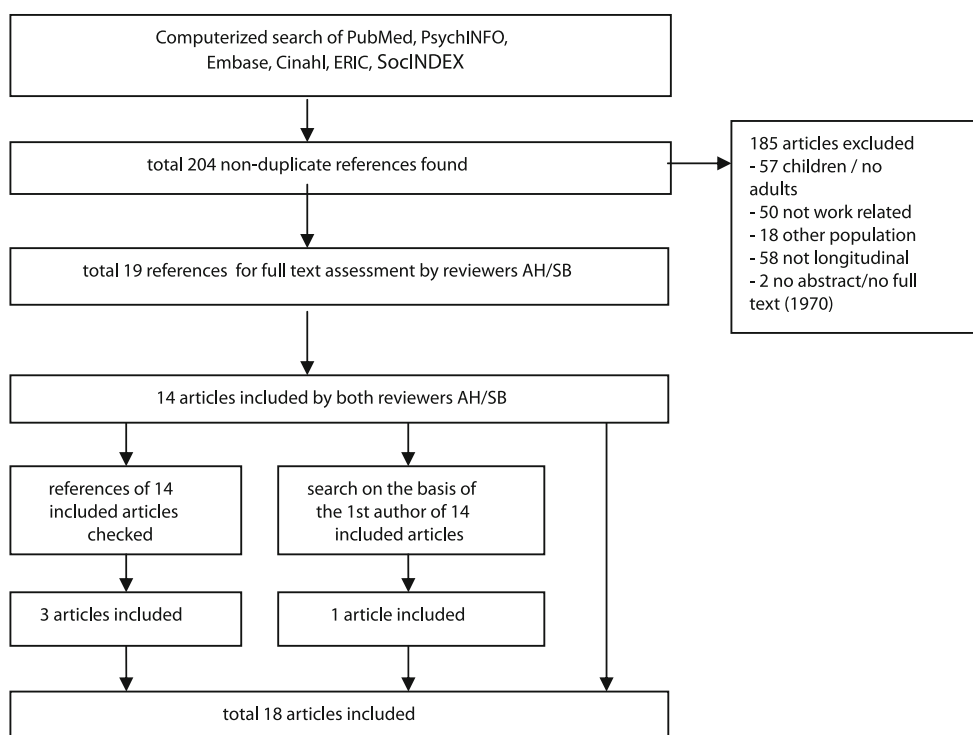 Computerized search of PubMed, PsychINFO,
Embase, Cinahl, ERIC, SocINDEX
total 204 non-duplicate references found
185 articles excluded
- 57 children / no
adults
- 50 not work related
- 18 other population
- 58 not longitudinal
- 2 no abstract/no full
text (1970)
total 19 references for full text assessment by reviewers AH/SB
14 articles included by both reviewers AH/SB
references of 14
included articles
checked
search on the basis of
the 1st author of 14
included articles
3 articles included
1 article included
total 18 articles included